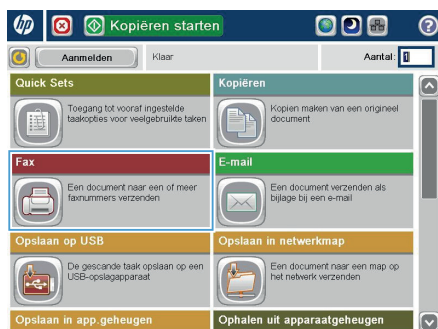 hp Kopiëren starten ?
Aanmelden Klaar Aantal: 1
Quick Sets
Toegang tot vooraf ingestelde
taakopties voor veelgebruikte taken
Kopiëren
Kopien maken van een origineel
document
Fax
Een document naar een of meer
faxnummers verzenden
E-mail
Een document verzenden als
bijlage bij een e-mail
Opslaan op USB
De gescande taak opslaan op een
USB-opslagapparaat
Opslaan in netwerkmap
Een document naar een map op
het netwerk verzenden
Opslaan in app.geheugen
Ophalen uit apparaatgeheugen